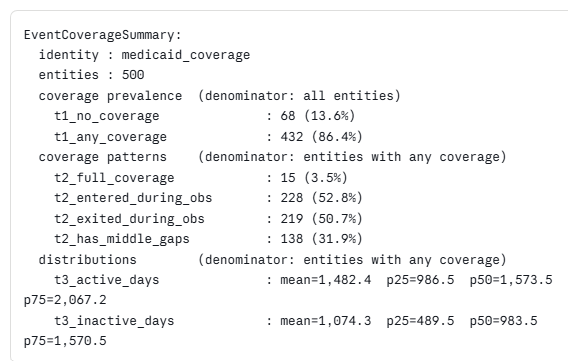 EventCoverageSummary:
identity : medicaid_coverage
entities : 500
coverage prevalence (denominator: all entities)
t1_no_coverage : 68 (13.6%)
t1_any_coverage : 432 (86.4%)
coverage patterns (denominator: entities with any coverage)
t2_full_coverage : 15 (3.5%)
t2_entered_during_obs : 228 (52.8%)
t2_exited_during_obs : 219 (50.7%)
t2_has_middle_gaps : 138 (31.9%)
distributions (denominator: entities with any coverage)
t3_active_days : mean=1,482.4 p25=986.5 p50=1,573.5
p75=2,067.2
t3_inactive_days : mean=1,074.3 p25=489.5 p50=983.5
p75=1,570.5